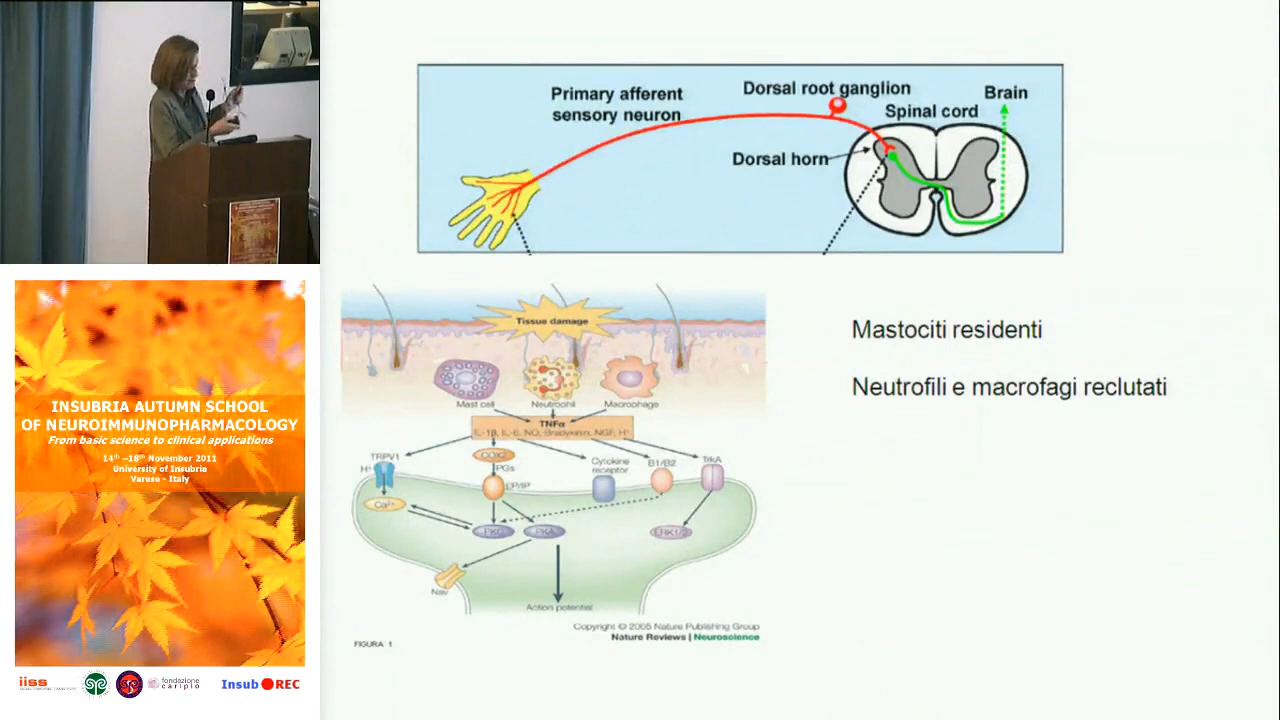 Primary afferent
sensory neuron
Dorsal root ganglion
Spinal cord
Brain
Dorsal horn
Tissue damage
Mast cell
Neutrophil
Macrophage
TNFα
IL-1β, IL-6, NO, Bradykinin, NGF, H⁺
TRPV1
H⁺
PGs
Cytokine
receptor
B1/B2
TrkA
EP/IP
Ca²⁺
PKC
PKA
ERK1/2
Nav
Action potential
Copyright © 2005 Nature Publishing Group
Nature Reviews | Neuroscience
FIGURA 1
Mastociti residenti
Neutrofili e macrofagi reclutati
INSUBRIA AUTUMN SCHOOL
OF NEUROIMMUNOPHARMACOLOGY
From basic science to clinical applications
14th –18th November 2011
University of Insubria
Varese - Italy
iiss
fondazione
cariplo
Insub REC